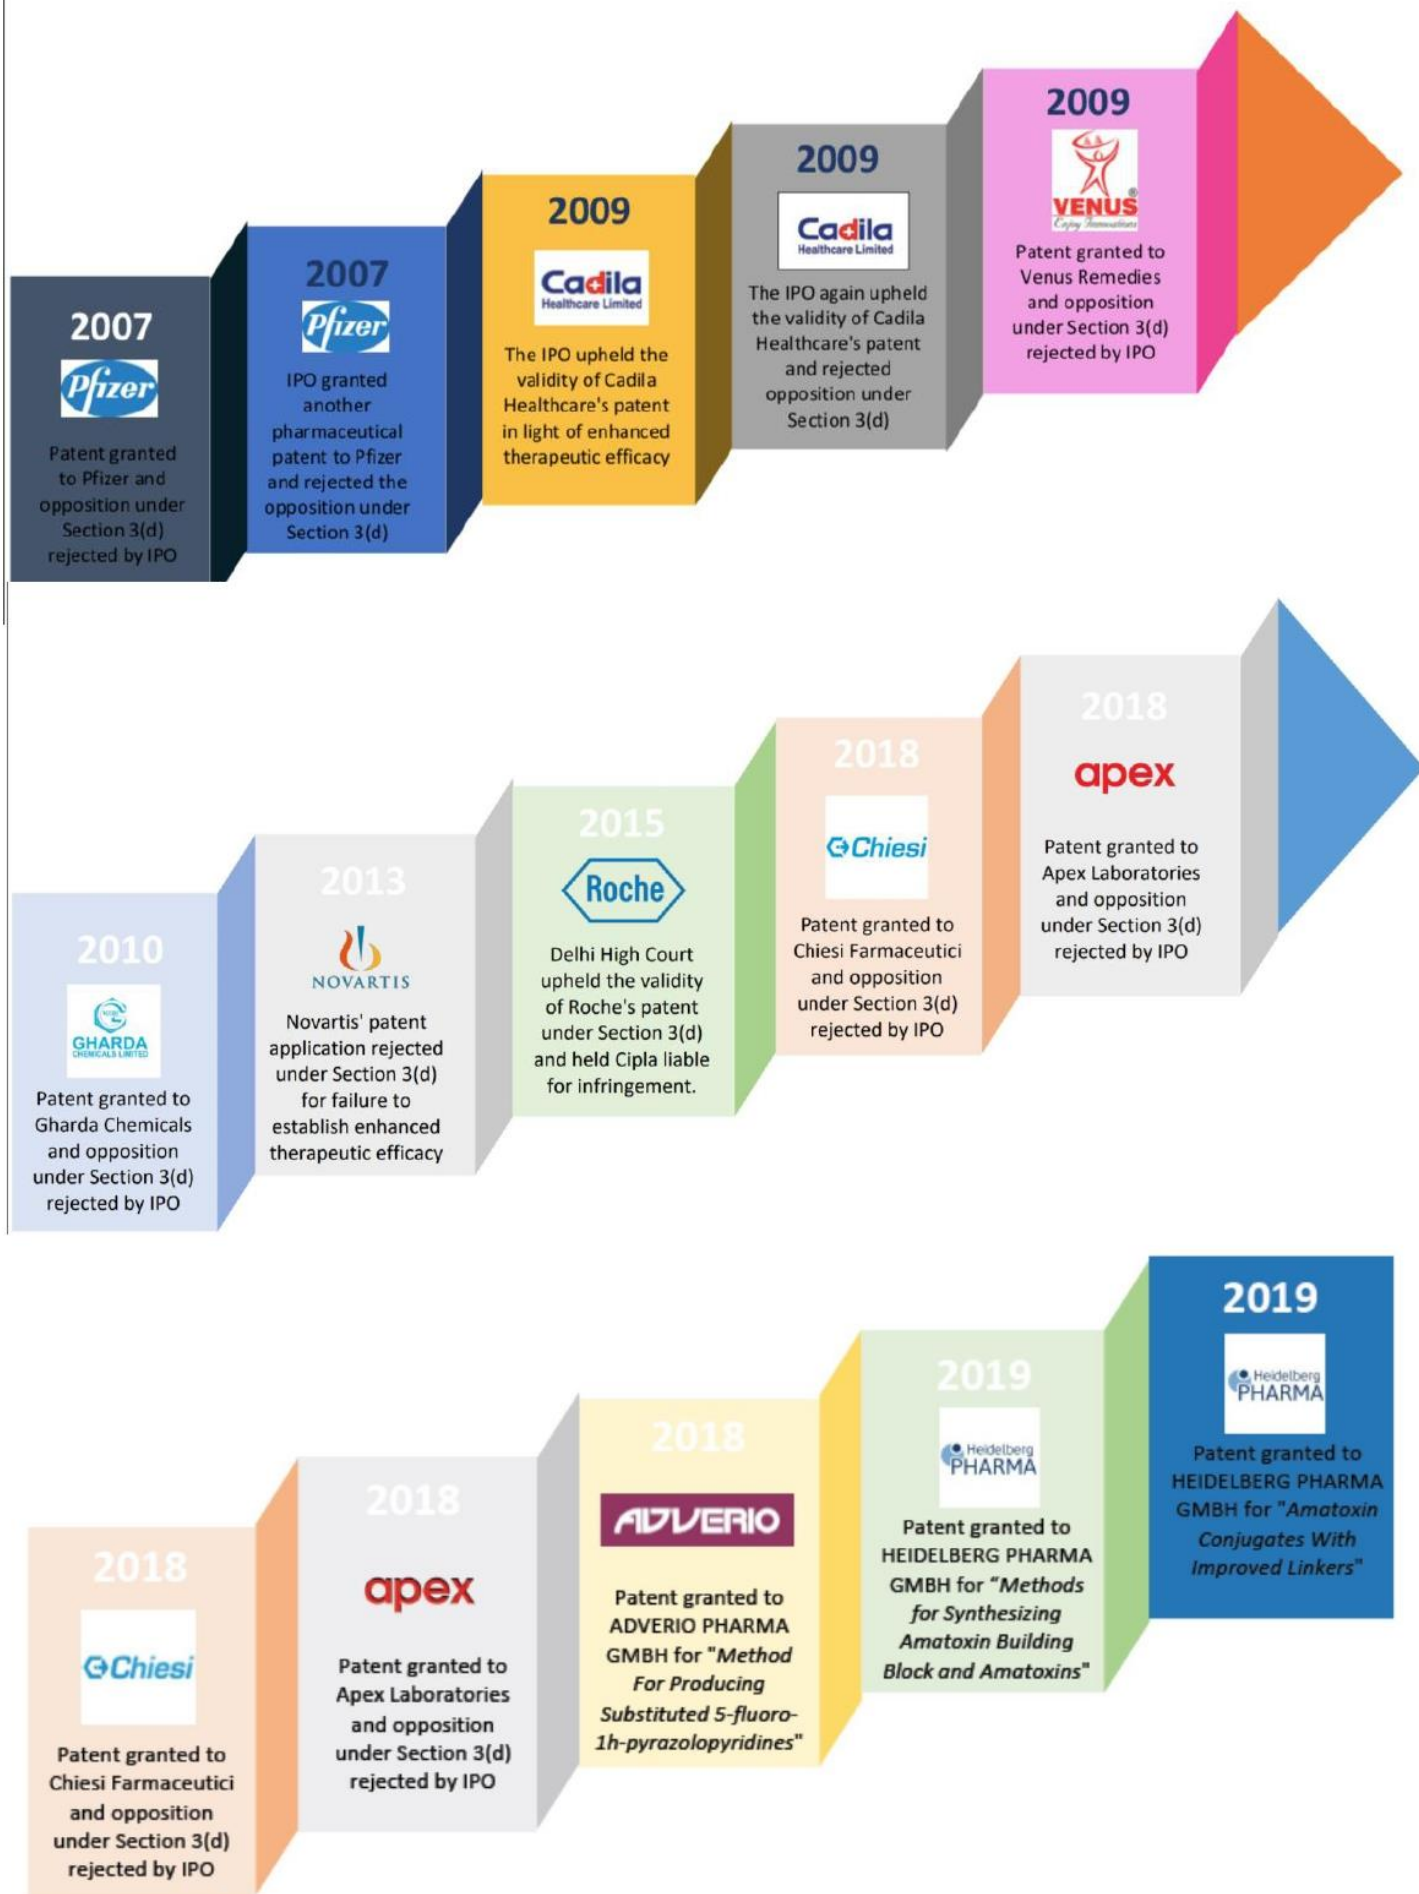 2007
Pfizer
Patent granted
to Pfizer and
opposition under
Section 3(d)
rejected by IPO
2007
Pfizer
IPO granted
another
pharmaceutical
patent to Pfizer
and rejected the
opposition under
Section 3(d)
2009
Cadila
Healthcare Limited
The IPO upheld the
validity of Cadila
Healthcare's patent
in light of enhanced
therapeutic efficacy
2009
Cadila
Healthcare Limited
The IPO again upheld
the validity of Cadila
Healthcare's patent
and rejected
opposition under
Section 3(d)
2009
VENUS®
Enjoy Innovations
Patent granted to
Venus Remedies
and opposition
under Section 3(d)
rejected by IPO
2010
GHARDA
CHEMICALS LIMITED
Patent granted to
Gharda Chemicals
and opposition
under Section 3(d)
rejected by IPO
2013
NOVARTIS
Novartis' patent
application rejected
under Section 3(d)
for failure to
establish enhanced
therapeutic efficacy
2015
Roche
Delhi High Court
upheld the validity
of Roche's patent
under Section 3(d)
and held Cipla liable
for infringement.
2018
Chiesi
Patent granted to
Chiesi Farmaceutici
and opposition
under Section 3(d)
rejected by IPO
2018
apex
Patent granted to
Apex Laboratories
and opposition
under Section 3(d)
rejected by IPO
2018
Chiesi
Patent granted to
Chiesi Farmaceutici
and opposition
under Section 3(d)
rejected by IPO
2018
apex
Patent granted to
Apex Laboratories
and opposition
under Section 3(d)
rejected by IPO
2018
ADVERIO
Patent granted to
ADVERIO PHARMA
GMBH for "Method
For Producing
Substituted 5-fluoro-
1h-pyrazolopyridines"
2019
Heidelberg
PHARMA
Patent granted to
HEIDELBERG PHARMA
GMBH for “Methods
for Synthesizing
Amatoxin Building
Block and Amatoxins"
2019
Heidelberg
PHARMA
Patent granted to
HEIDELBERG PHARMA
GMBH for "Amatoxin
Conjugates With
Improved Linkers"